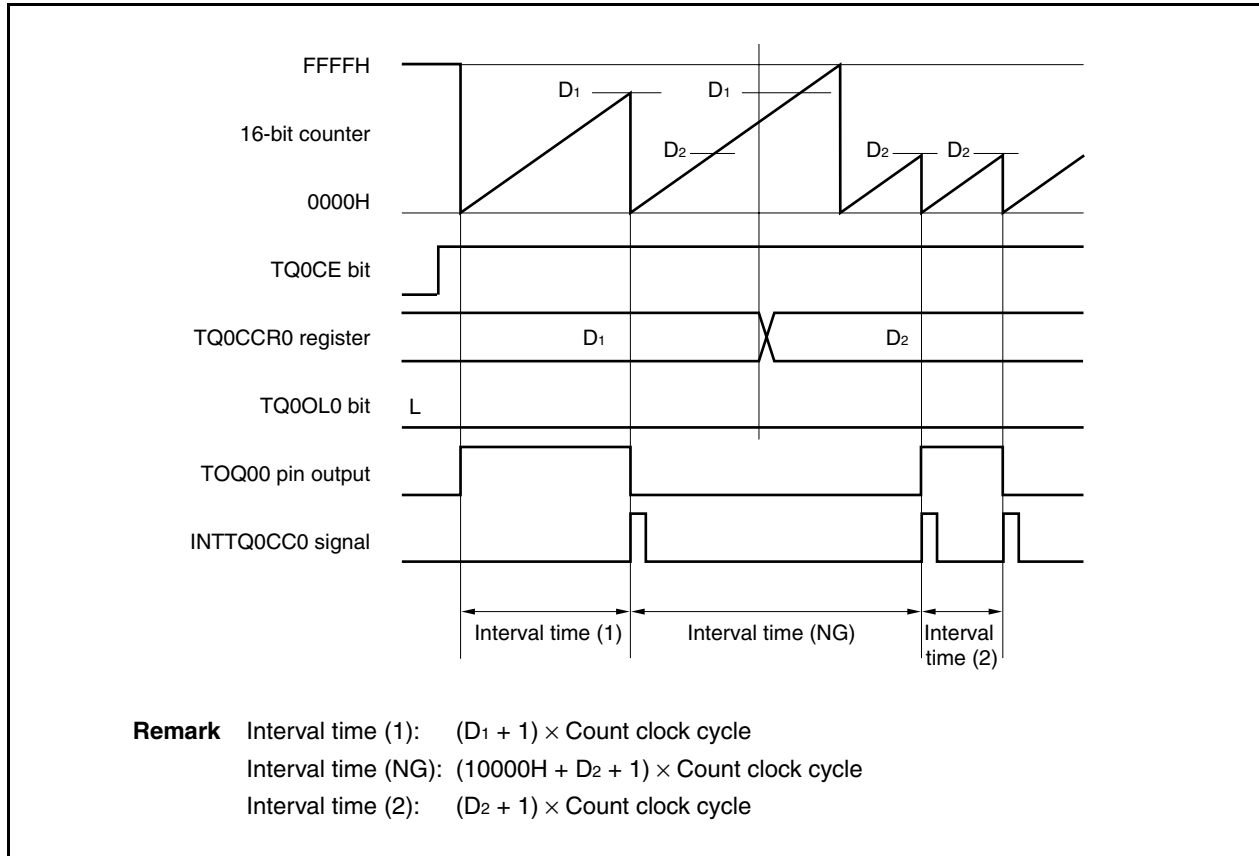 FFFFH
D1
D1
16-bit counter
D2
D2
D2
0000H
TQ0CE bit
TQ0CCR0 register
D1
D2
TQ0OL0 bit
L
TOQ00 pin output
INTTQ0CC0 signal
Interval time (1)
Interval time (NG)
Interval
time (2)
Remark Interval time (1): (D1 + 1) × Count clock cycle
Interval time (NG): (10000H + D2 + 1) × Count clock cycle
Interval time (2): (D2 + 1) × Count clock cycle